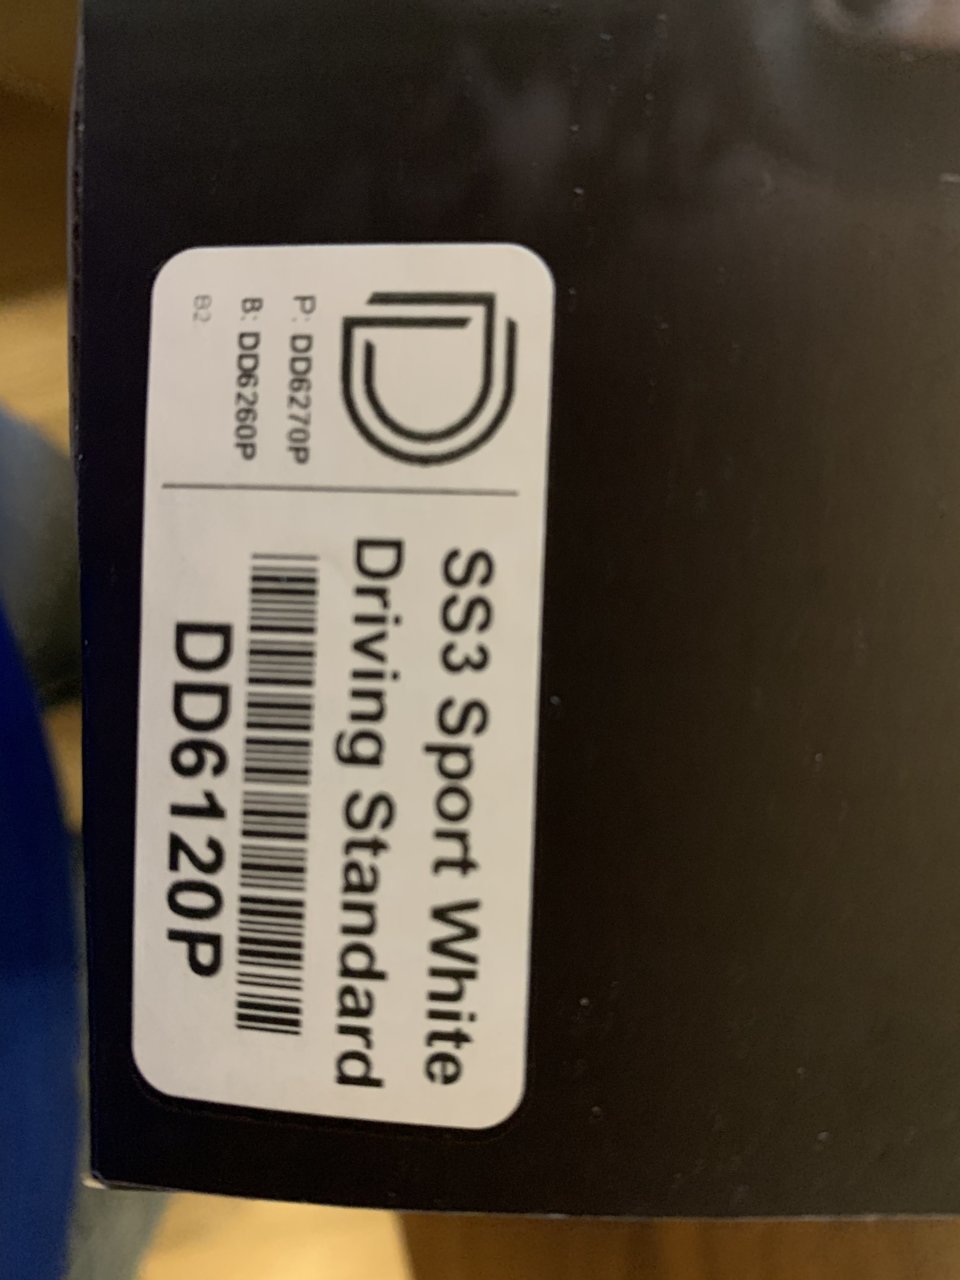 P: DD6270P
B: DD6260P
B2
SS3 Sport White
Driving Standard
DD6120P